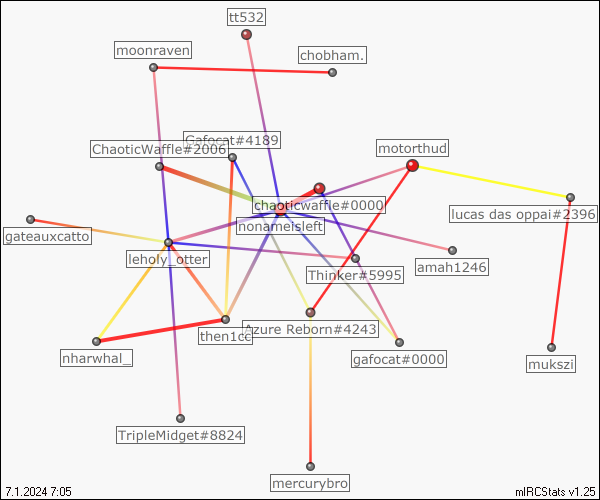 tt532
moonraven
chobham.
Gafocat#4189
ChaoticWaffle#2006
motorthud
chaoticwaffle#0000
lucas das oppai#2396
nonameisleft
gateauxcatto
leholy_otter
amah1246
Thinker#5995
Azure Reborn#4243
then1cc
nharwhal_
gafocat#0000
mukszi
TripleMidget#8824
mercurybro
7.1.2024 7:05
mIRCStats v1.25